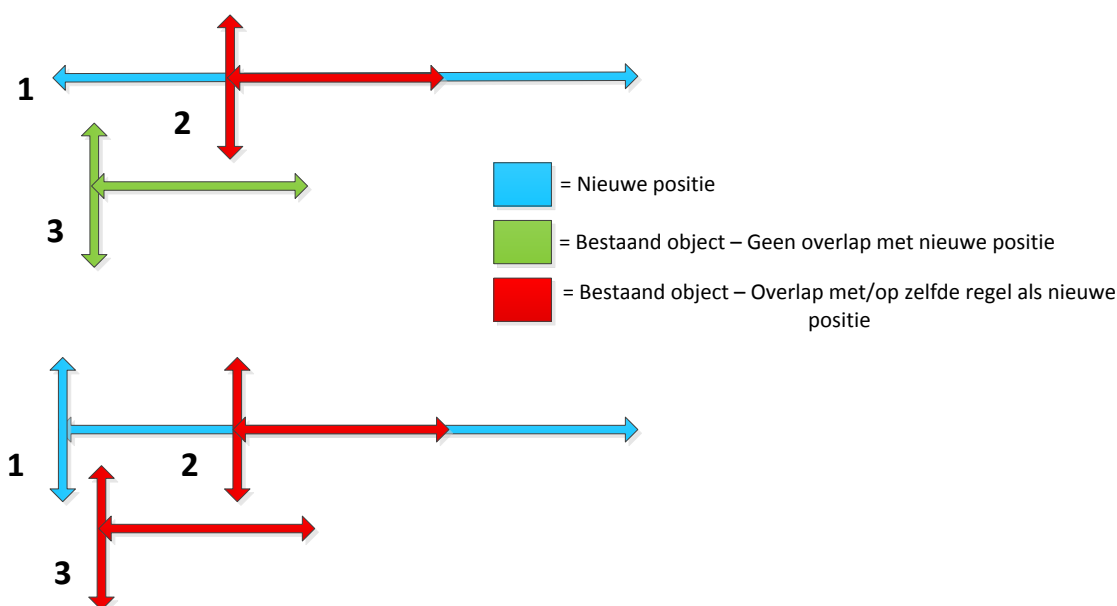 1
2
3
= Nieuwe positie
= Bestaand object – Geen overlap met nieuwe positie
= Bestaand object – Overlap met/op zelfde regel als nieuwe
positie
1
2
3